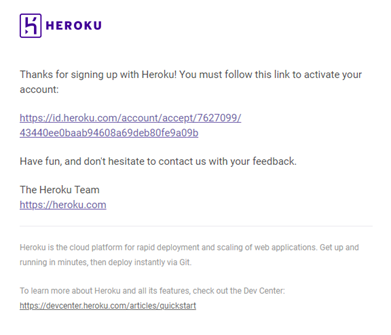 HEROKU
Thanks for signing up with Heroku! You must follow this link to activate your
account:
https://id.heroku.com/account/accept/7627099/
43440ee0baab94608a69deb80fe9a09b
Have fun, and don't hesitate to contact us with your feedback.
The Heroku Team
https://heroku.com
Heroku is the cloud platform for rapid deployment and scaling of web applications. Get up and
running in minutes, then deploy instantly via Git.
To learn more about Heroku and all its features, check out the Dev Center:
https://devcenter.heroku.com/articles/quickstart